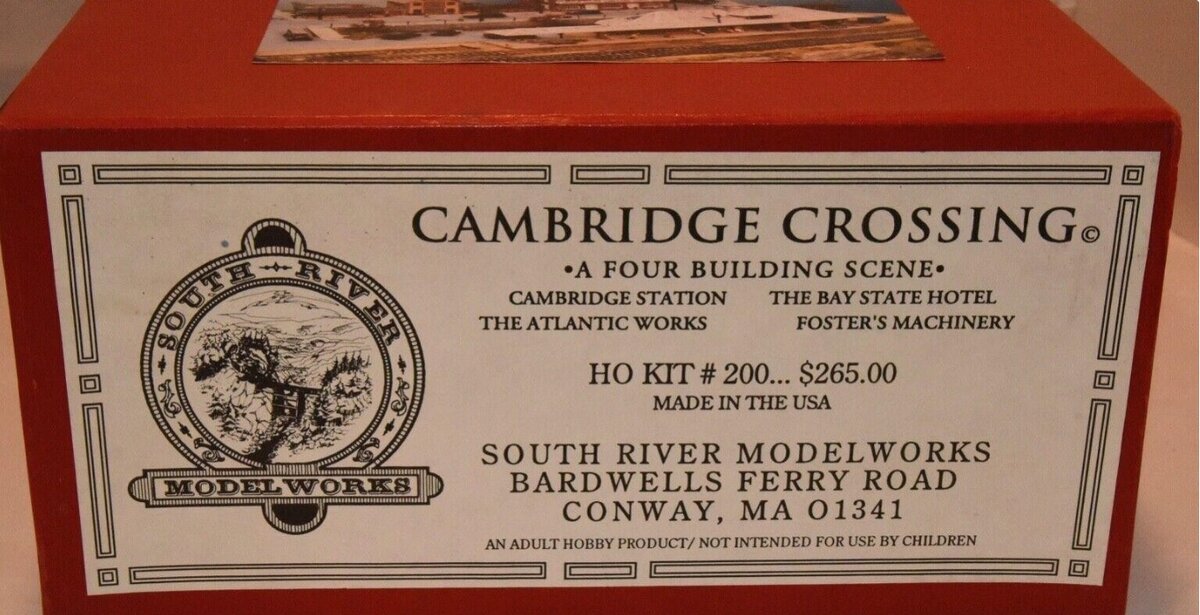 CAMBRIDGE CROSSING©
•A FOUR BUILDING SCENE•
CAMBRIDGE STATION THE BAY STATE HOTEL
THE ATLANTIC WORKS FOSTER'S MACHINERY
HO KIT # 200... $265.00
MADE IN THE USA
SOUTH RIVER MODELWORKS
BARDWELLS FERRY ROAD
CONWAY, MA 01341
AN ADULT HOBBY PRODUCT/ NOT INTENDED FOR USE BY CHILDREN
SOUTH RIVER
MODELWORKS